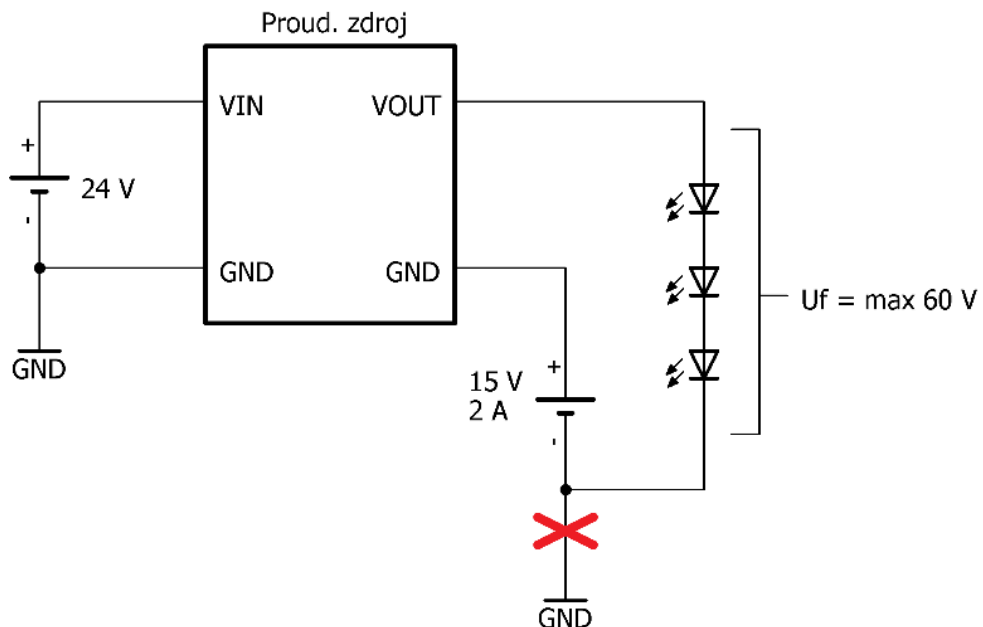 Proud. zdroj
VIN
VOUT
+
24 V
-
GND
GND
GND
Uf = max 60 V
+
15 V
2 A
-
GND